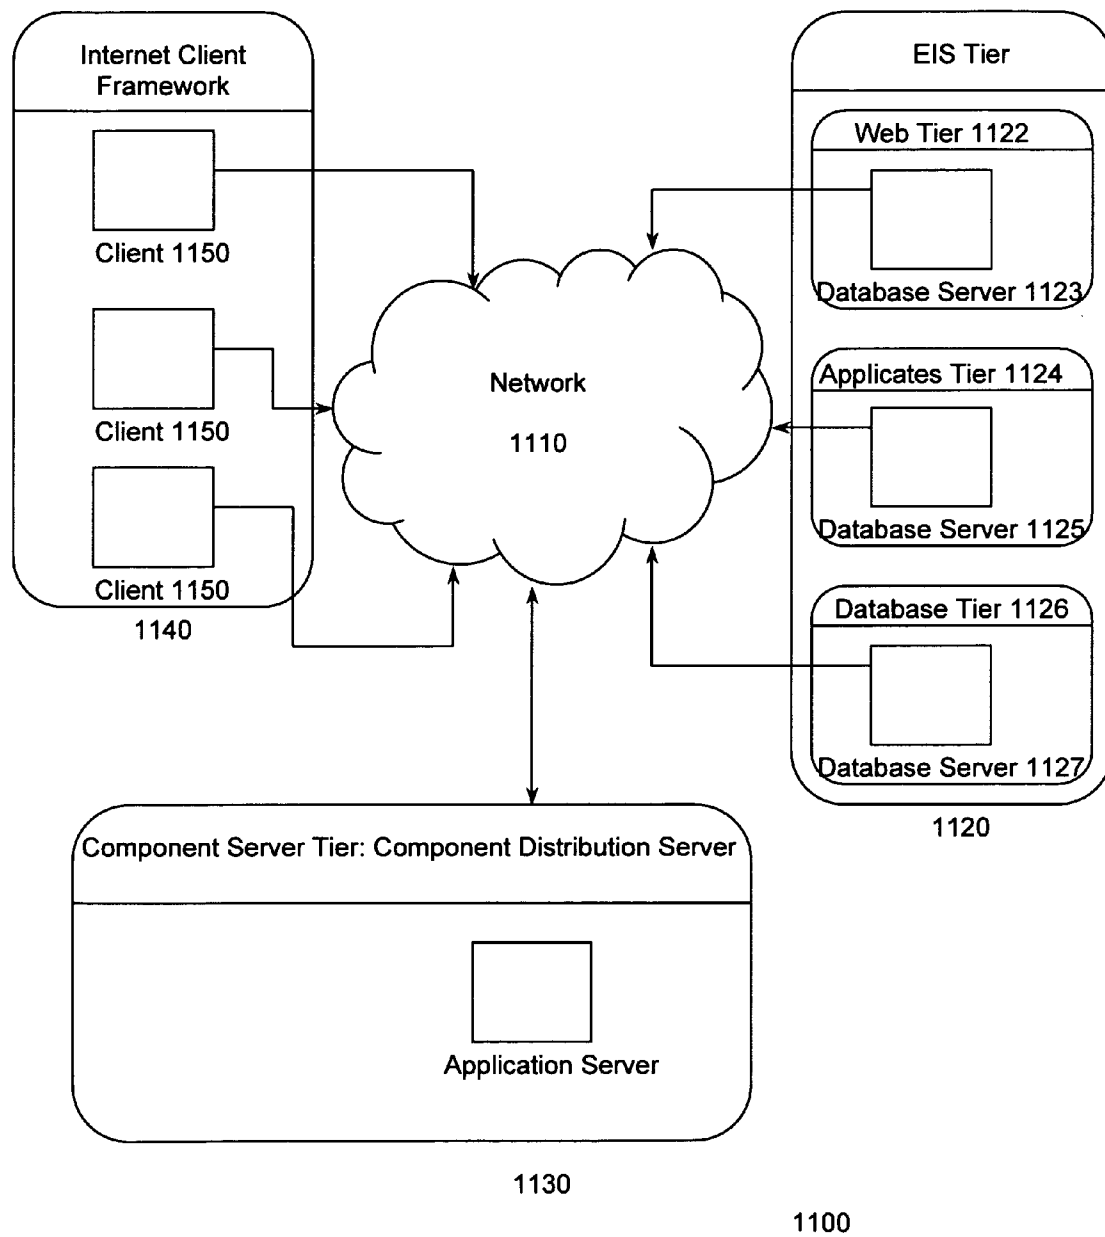 Internet Client
Framework
Client 1150
Client 1150
Client 1150
1140
Network
1110
EIS Tier
Web Tier 1122
Database Server 1123
Applicates Tier 1124
Database Server 1125
Database Tier 1126
Database Server 1127
1120
Component Server Tier: Component Distribution Server
Application Server
1130
1100